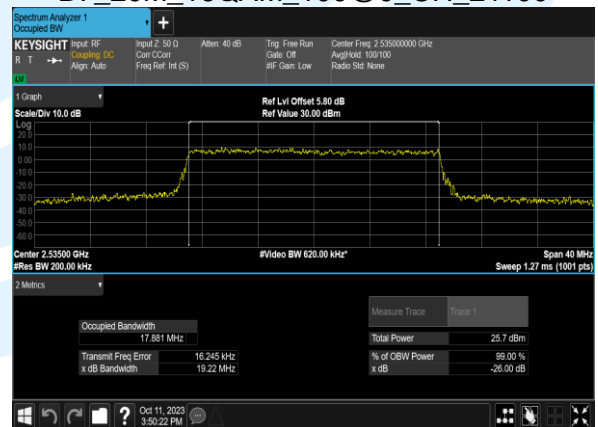 Spectrum Analyzer 1
Occupied BW
KEYSIGHT
R T
LW
Input: RF
Coupling: DC
Align: Auto
Input Z: 50 Ω
Corr CCorr
Freq Ref: Int (S)
Atten: 40 dB
Trig: Free Run
Gate: Off
#IF Gain: Low
Center Freq: 2.535000000 GHz
Avg|Hold: 100/100
Radio Std: None
1 Graph
Scale/Div 10.0 dB
Ref Lvl Offset 5.80 dB
Ref Value 30.00 dBm
Log
20.0
10.0
0.00
-10.0
-20.0
-30.0
-40.0
-50.0
-60.0
Center 2.53500 GHz
#Video BW 620.00 kHz*
Span 40 MHz
#Res BW 200.00 kHz
Sweep 1.27 ms (1001 pts)
2 Metrics
Measure Trace
Trace 1
Occupied Bandwidth
17.881 MHz
Total Power
25.7 dBm
Transmit Freq Error
16.245 kHz
% of OBW Power
99.00 %
x dB Bandwidth
19.22 MHz
x dB
-26.00 dB
?
Oct 11, 2023
3:50:22 PM